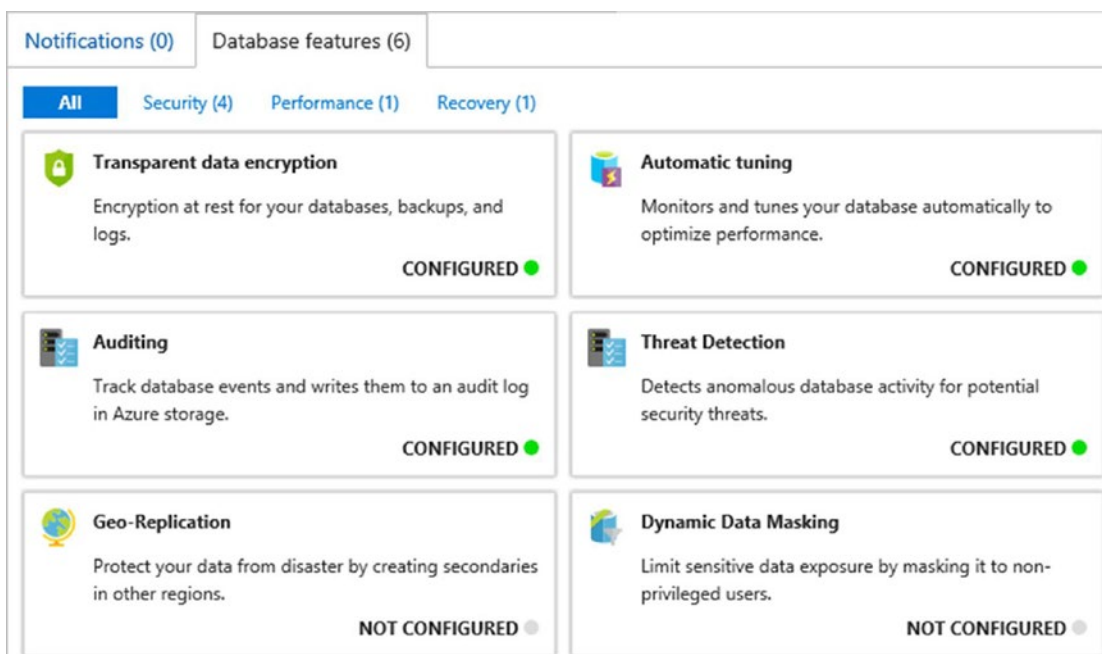 Notifications (0)
Database features (6)
All
Security (4)
Performance (1)
Recovery (1)
Transparent data encryption
Encryption at rest for your databases, backups, and
logs.
CONFIGURED
Automatic tuning
Monitors and tunes your database automatically to
optimize performance.
CONFIGURED
Auditing
Track database events and writes them to an audit log
in Azure storage.
CONFIGURED
Threat Detection
Detects anomalous database activity for potential
security threats.
CONFIGURED
Geo-Replication
Protect your data from disaster by creating secondaries
in other regions.
NOT CONFIGURED
Dynamic Data Masking
Limit sensitive data exposure by masking it to non-
privileged users.
NOT CONFIGURED